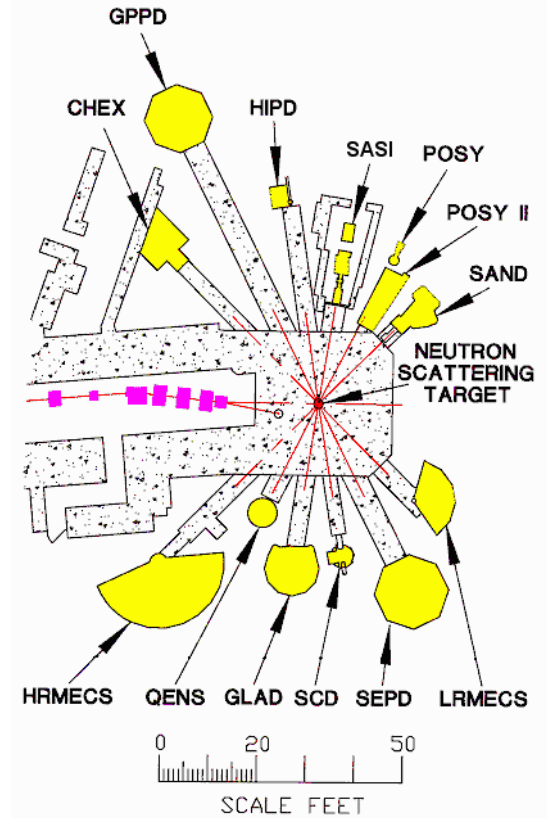 GPPD
CHEX
HIPD
SASI
POSY
POSY II
SAND
NEUTRON
SCATTERING
TARGET
HRMECS
QENS
GLAD
SCD
SEPD
LRMECS
0
20
50
SCALE FEET